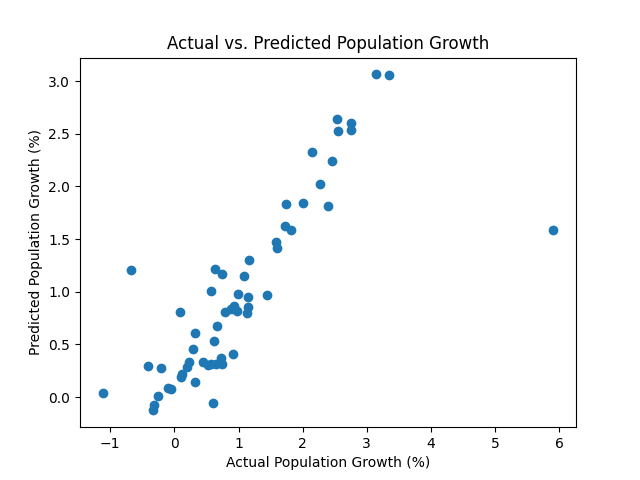 Actual vs. Predicted Population Growth
3.0
2.5
2.0
1.5
1.0
0.5
0.0
Predicted Population Growth (%)
−1 0 1 2 3 4 5 6
Actual Population Growth (%)